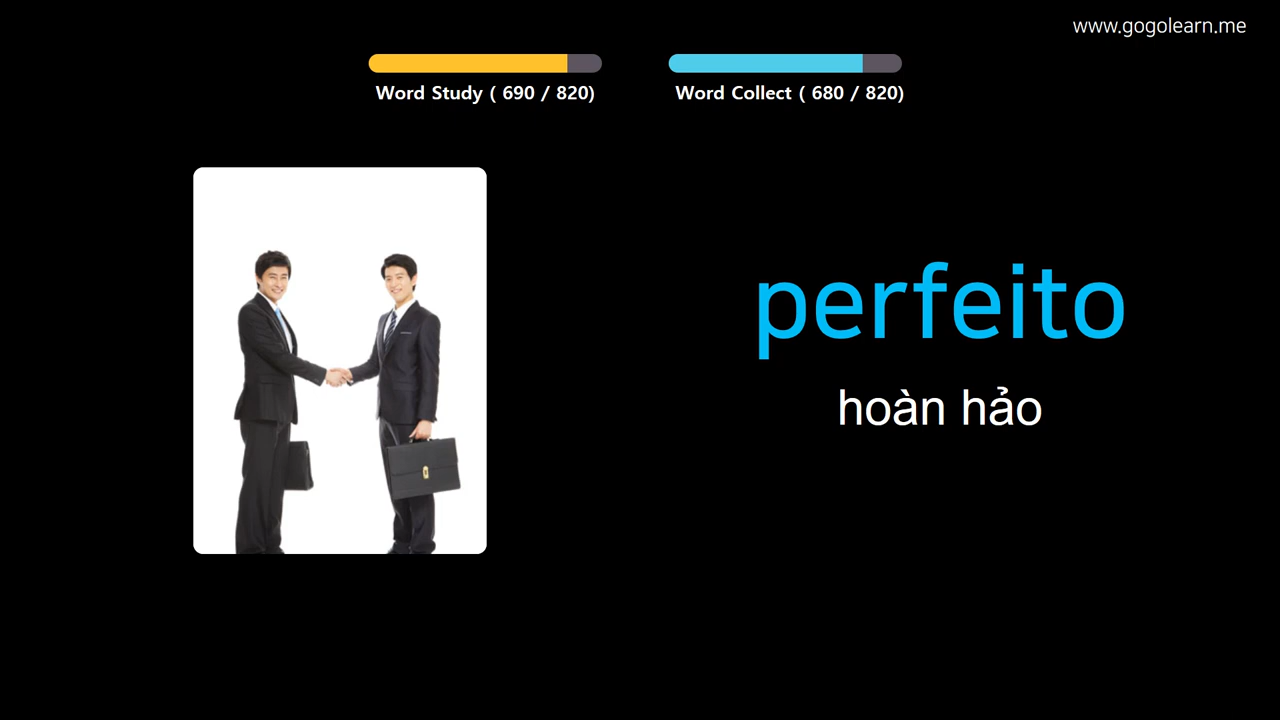 www.gogolearn.me
Word Study ( 690 / 820)
Word Collect ( 680 / 820)
perfeito
hoàn hảo